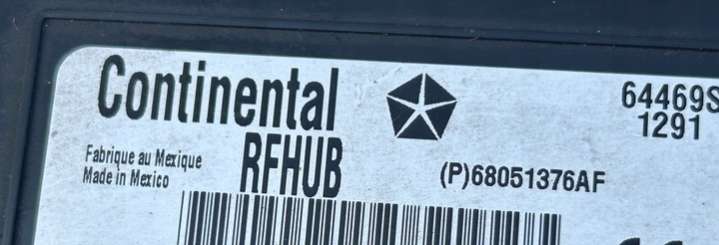 Continental
64469S
1291
Fabrique au Mexique
Made in Mexico
RFHUB
(P)68051376AF